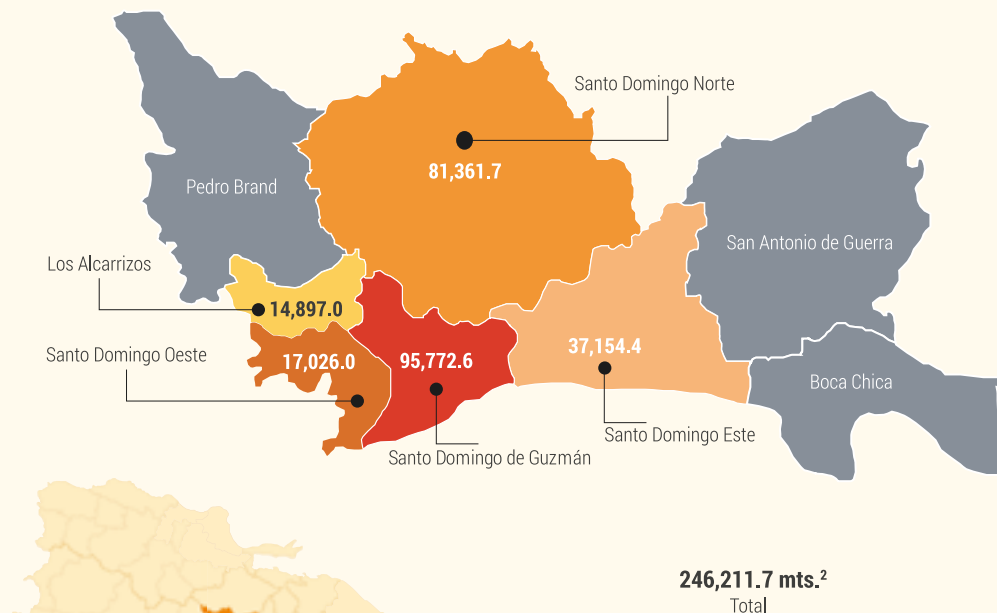 Santo Domingo Norte
81,361.7
Pedro Brand
San Antonio de Guerra
Los Alcarrizos
14,897.0
Santo Domingo Oeste
17,026.0
95,772.6
37,154.4
Boca Chica
Santo Domingo Este
Santo Domingo de Guzmán
246,211.7 mts.²
Total